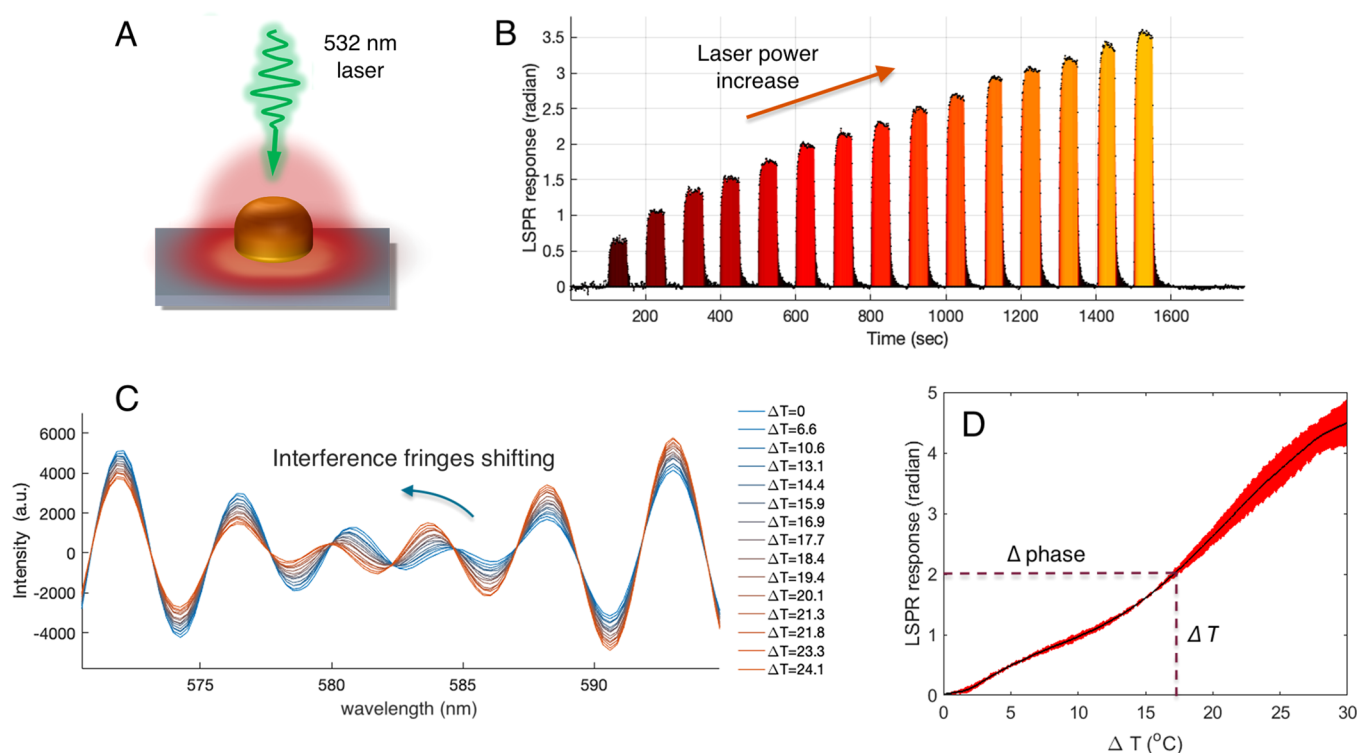 A
532 nm
laser
B
Laser power
increase
LSPR response (radian)
3.5
3
2.5
2
1.5
1
0.5
0
200
400
600
800
1000
1200
1400
1600
Time (sec)
C
Interference fringes shifting
Intensity (a.u.)
6000
4000
2000
0
-2000
-4000
575
580
585
590
wavelength (nm)
ΔT=0
ΔT=6.6
ΔT=10.6
ΔT=13.1
ΔT=14.4
ΔT=15.9
ΔT=16.9
ΔT=17.7
ΔT=18.4
ΔT=19.4
ΔT=20.1
ΔT=21.3
ΔT=21.8
ΔT=23.3
ΔT=24.1
D
LSPR response (radian)
5
4
3
2
1
0
Δ phase
Δ T
0
5
10
15
20
25
30
Δ T (°C)